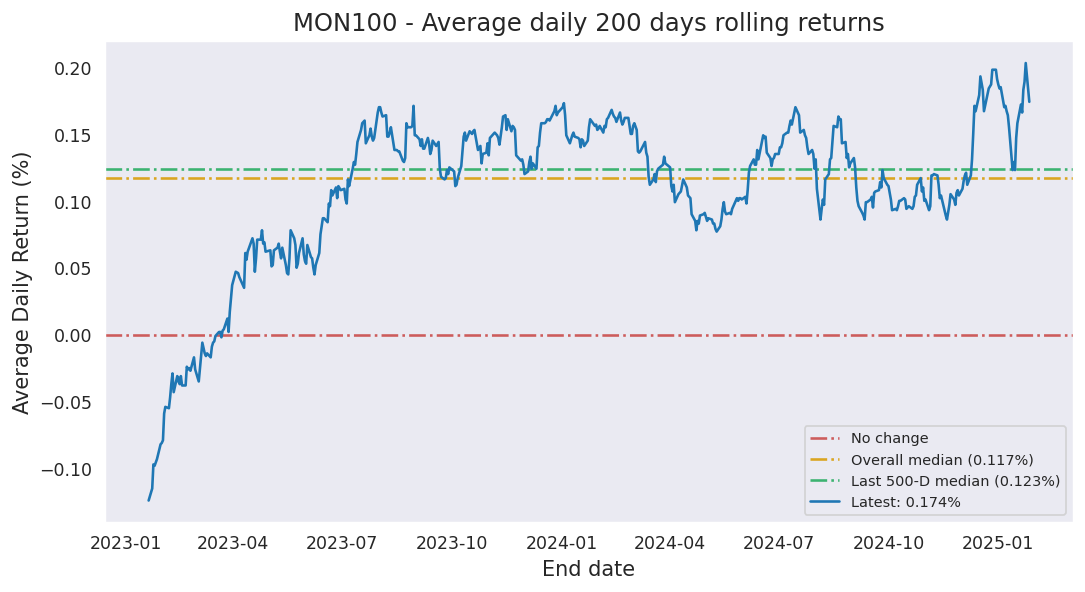 MON100 - Average daily 200 days rolling returns
Average Daily Return (%)
0.20
0.15
0.10
0.05
0.00
−0.05
−0.10
No change
Overall median (0.117%)
Last 500-D median (0.123%)
Latest: 0.174%
2023-01 2023-04 2023-07 2023-10 2024-01 2024-04 2024-07 2024-10 2025-01
End date